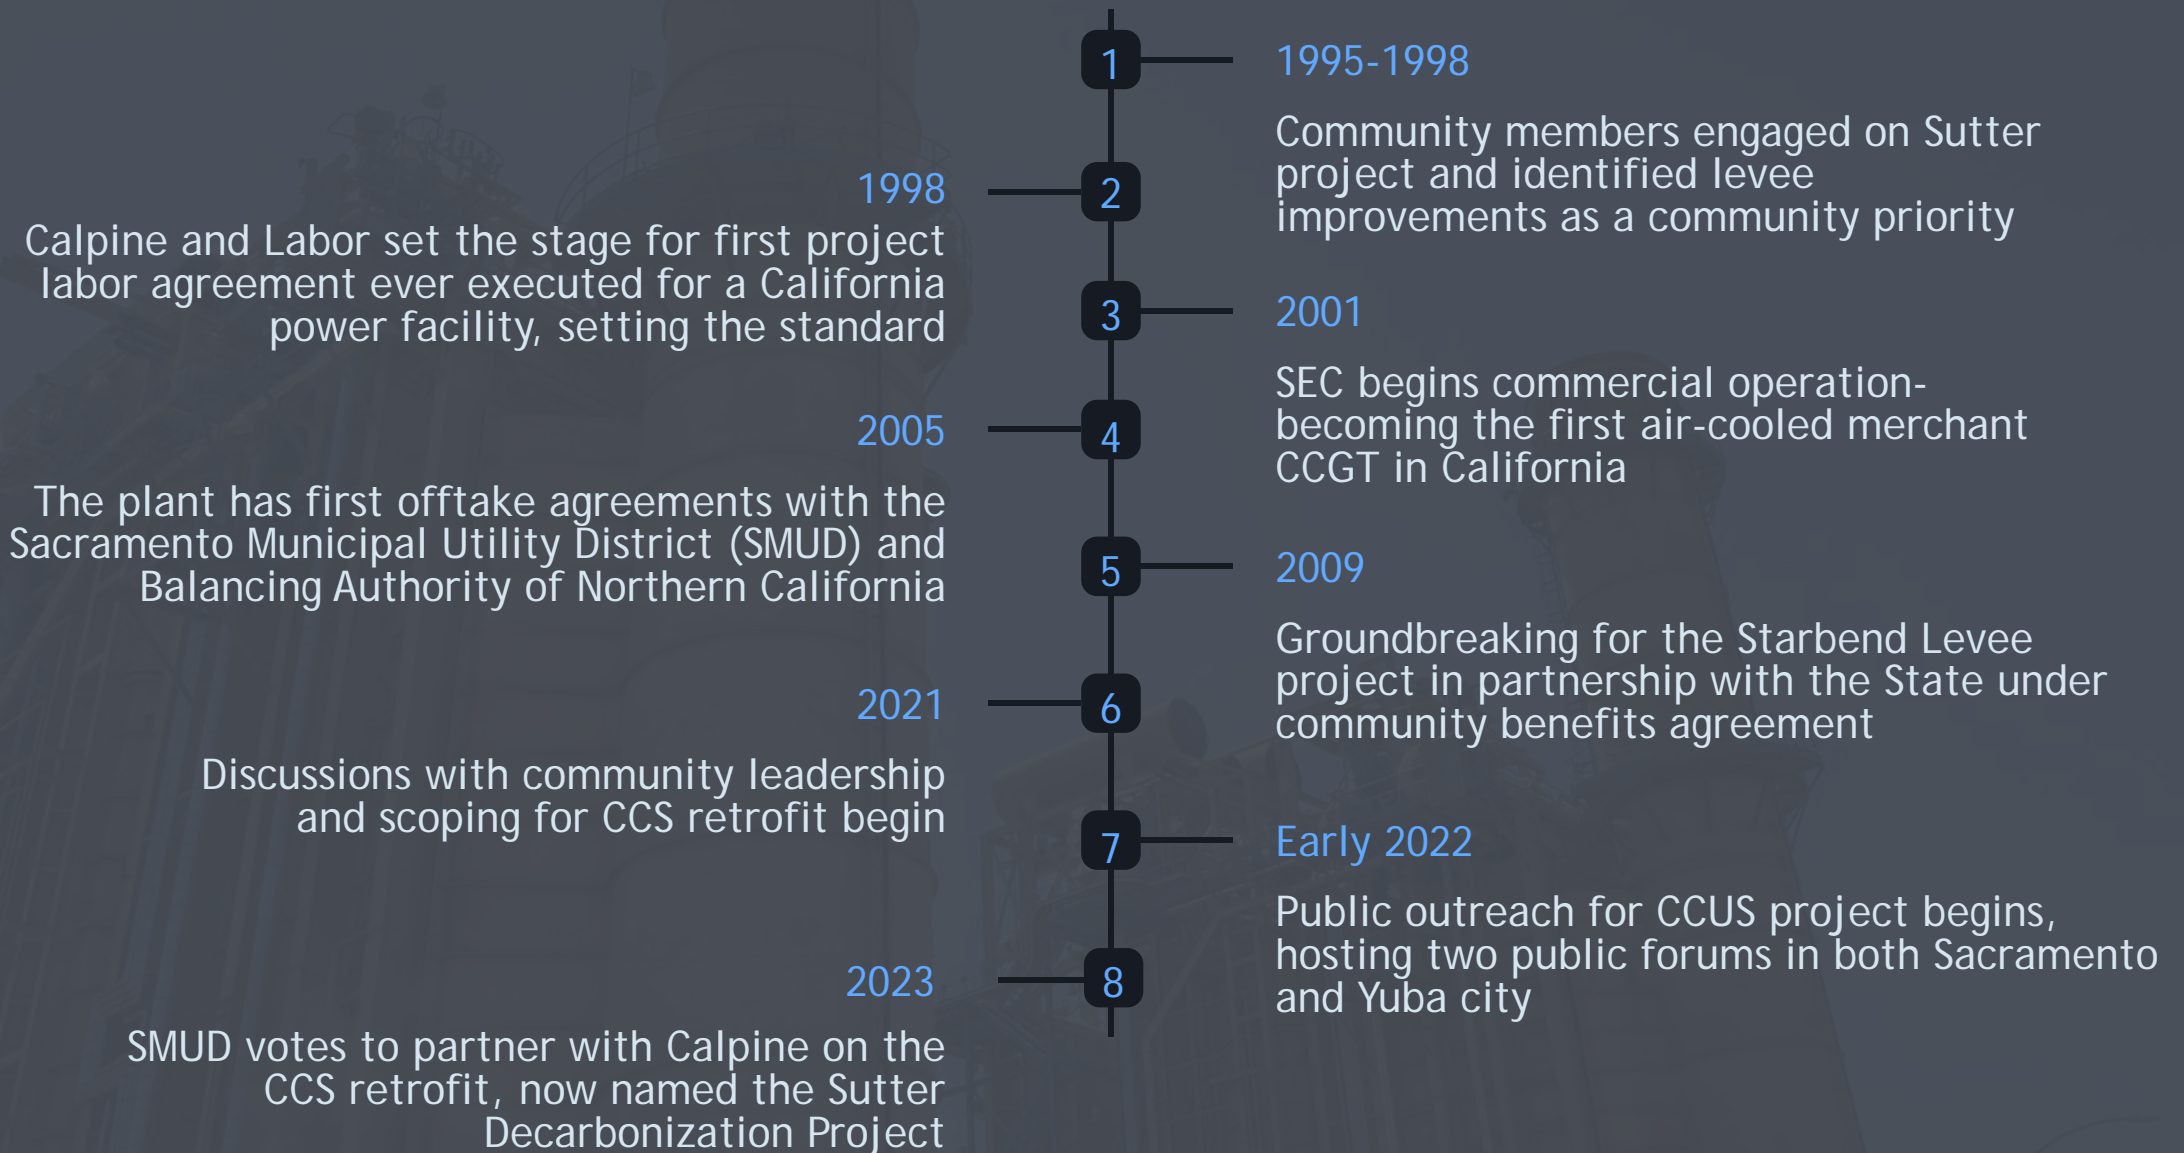 1
1995-1998
Community members engaged on Sutter
project and identified levee
improvements as a community priority
2
1998
Calpine and Labor set the stage for first project
labor agreement ever executed for a California
power facility, setting the standard
3
2001
SEC begins commercial operation-
becoming the first air-cooled merchant
CCGT in California
4
2005
The plant has first offtake agreements with the
Sacramento Municipal Utility District (SMUD) and
Balancing Authority of Northern California
5
2009
Groundbreaking for the Starbend Levee
project in partnership with the State under
community benefits agreement
6
2021
Discussions with community leadership
and scoping for CCS retrofit begin
7
Early 2022
Public outreach for CCUS project begins,
hosting two public forums in both Sacramento
and Yuba city
8
2023
SMUD votes to partner with Calpine on the
CCS retrofit, now named the Sutter
Decarbonization Project